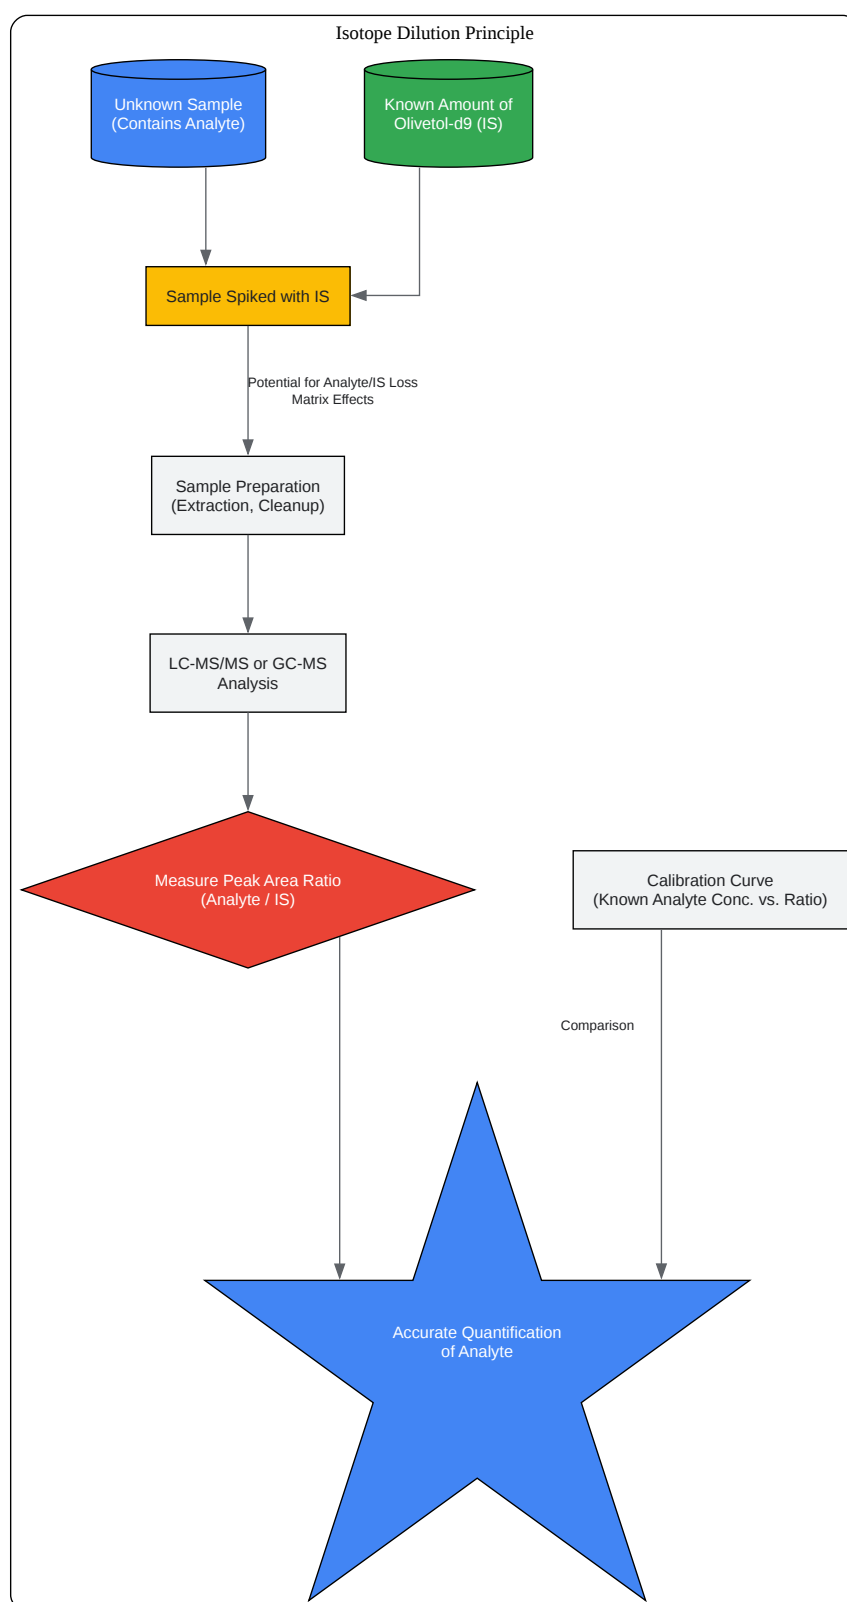 Isotope Dilution Principle
Unknown Sample
(Contains Analyte)
Known Amount of
Olivetol-d9 (IS)
Sample Spiked with IS
Potential for Analyte/IS Loss
Matrix Effects
Sample Preparation
(Extraction, Cleanup)
LC-MS/MS or GC-MS
Analysis
Measure Peak Area Ratio
(Analyte / IS)
Calibration Curve
(Known Analyte Conc. vs. Ratio)
Comparison
Accurate Quantification
of Analyte